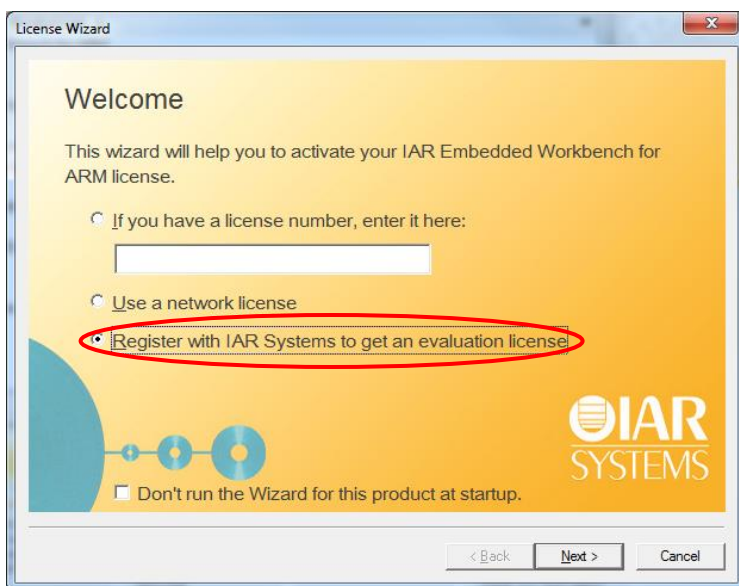 License Wizard
Welcome
This wizard will help you to activate your IAR Embedded Workbench for
ARM license.
If you have a license number, enter it here:
Use a network license
Register with IAR Systems to get an evaluation license
IAR
SYSTEMS
Don't run the Wizard for this product at startup.
< Back Next > Cancel